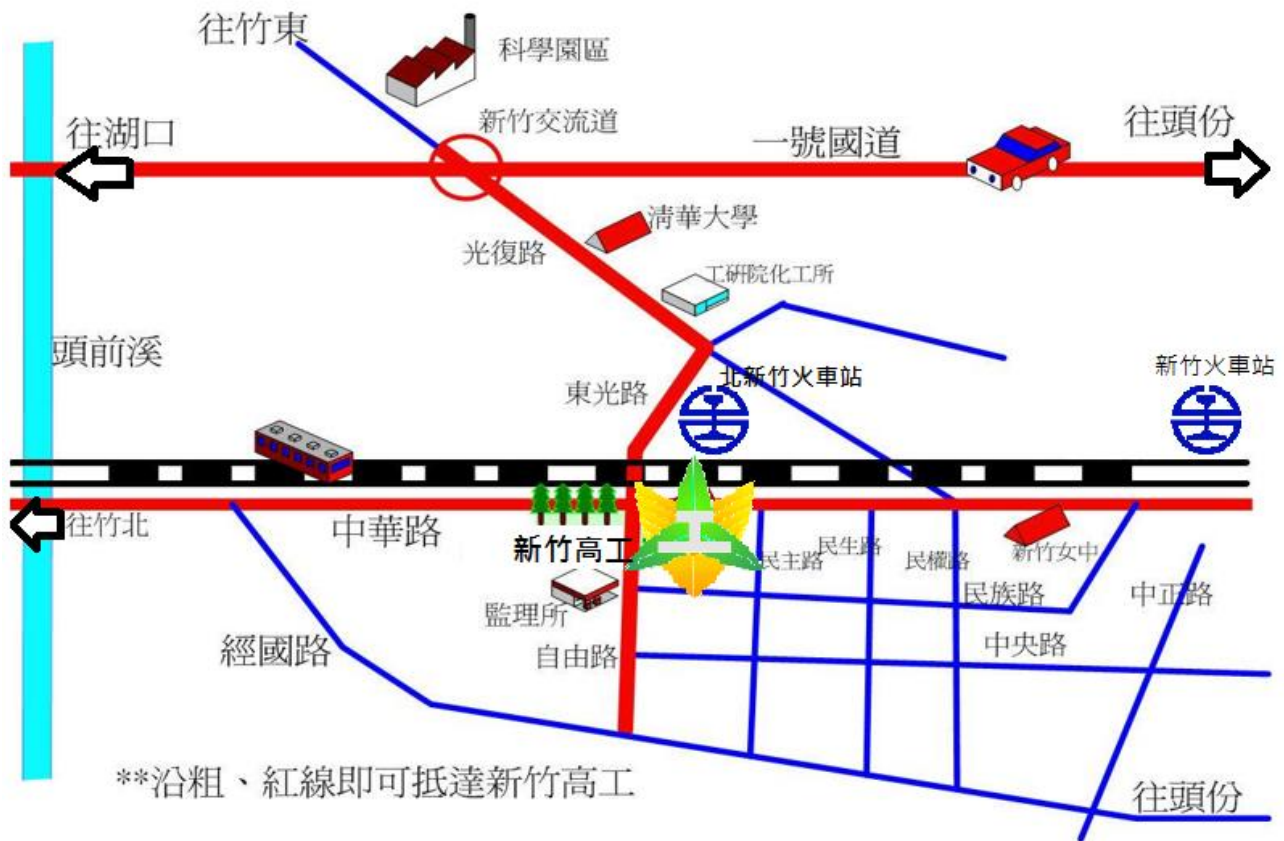 往竹東
科學園區
新竹交流道
往湖口
一號國道
往頭份
清華大學
光復路
工研院化工所
頭前溪
北新竹火車站
新竹火車站
東光路
往竹北
中華路
新竹高工
民主路
民生路
民權路
新竹女中
監理所
民族路
中正路
經國路
自由路
中央路
**沿粗、紅線即可抵達新竹高工
往頭份